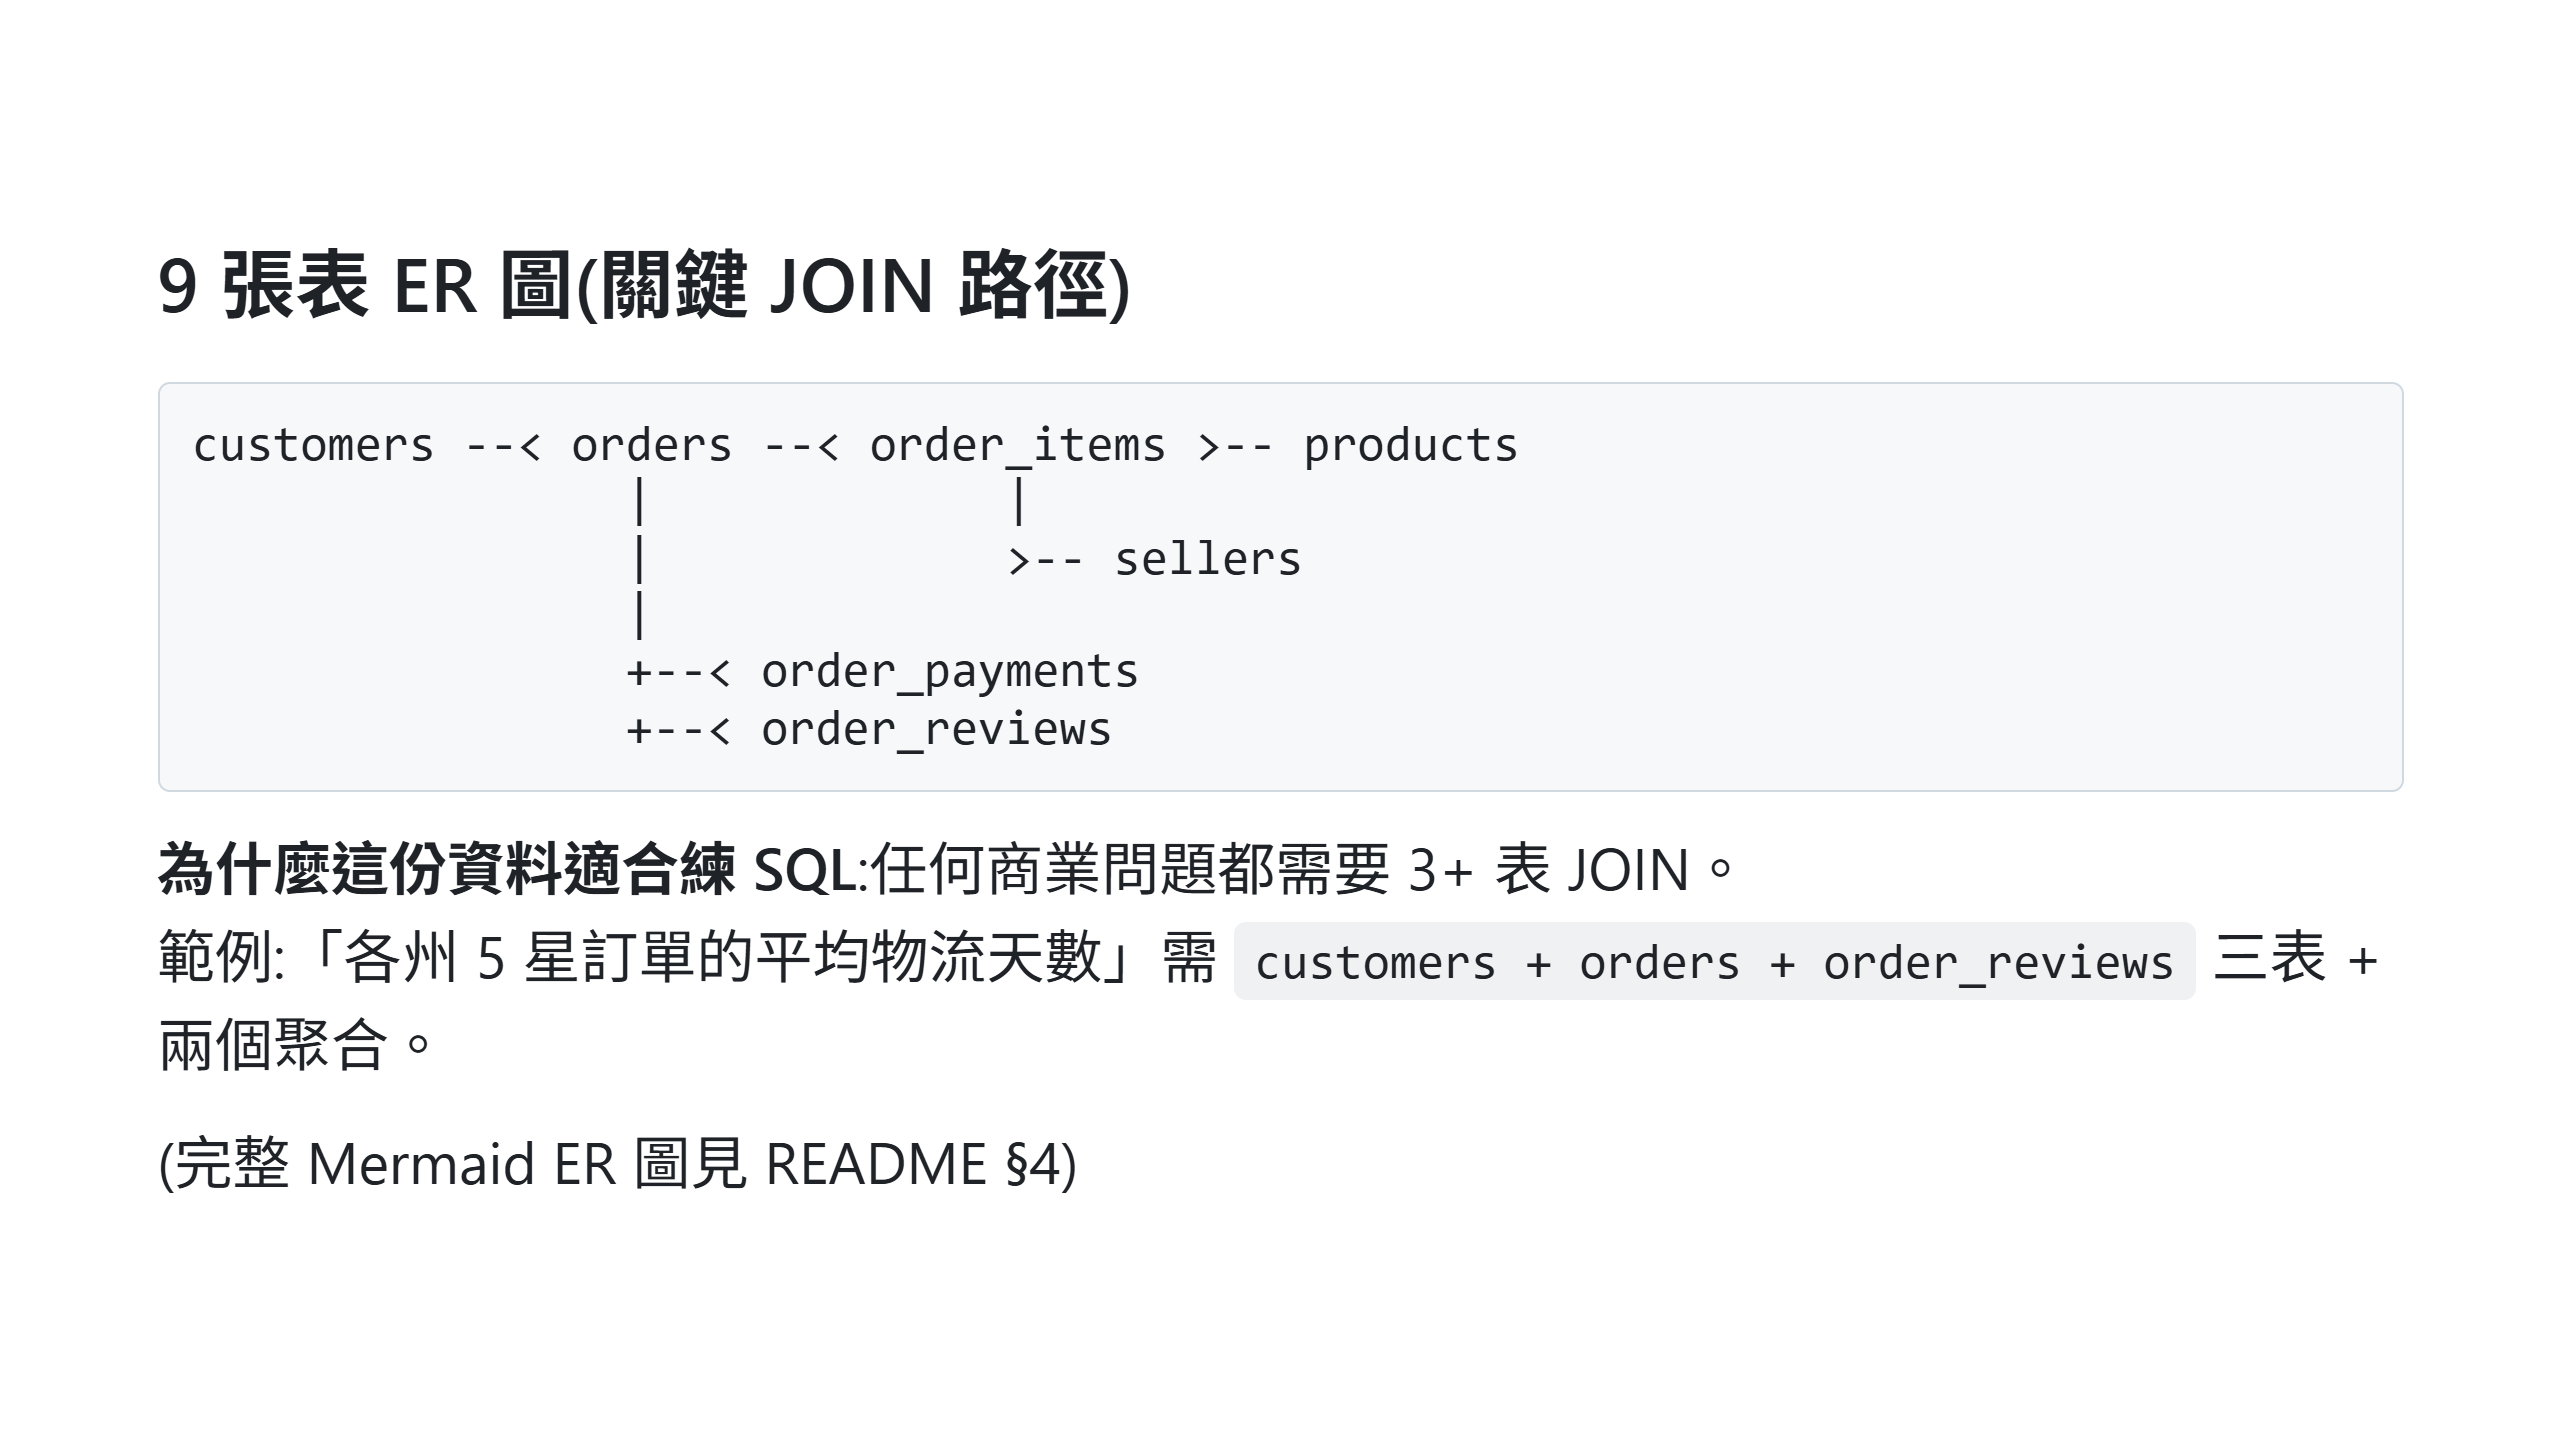 9 張表 ER 圖(關鍵 JOIN 路徑)
customers --< orders --< order_items >-- products
                |             |
                |             >-- sellers
                |
                +--< order_payments
                +--< order_reviews
為什麼這份資料適合練 SQL:任何商業問題都需要 3+ 表 JOIN。
範例:「各州 5 星訂單的平均物流天數」需 customers + orders + order_reviews 三表 +
兩個聚合。
(完整 Mermaid ER 圖見 README §4)